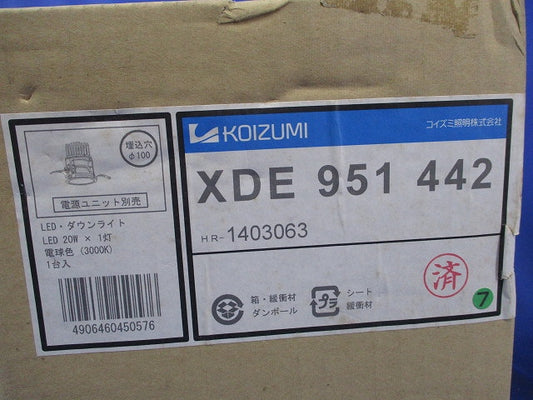 埋込穴
φ100
電源ユニット別売
LED・ダウンライト
LED 20W × 1灯
電球色 (3000K)
1台入
4906460450576
KOIZUMI
コイズミ照明株式会社
XDE 951 442
HR-1403063
箱・緩衝材
ダンボール
プラ
シート
緩衝材
済
7